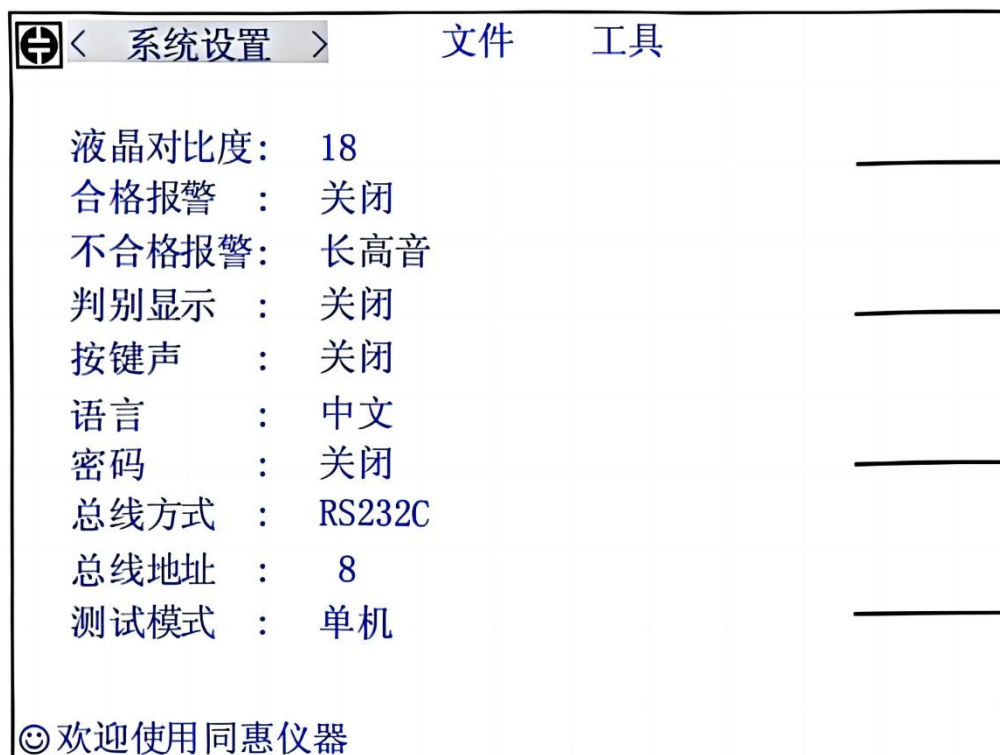 < 系统设置 > 文件 工具
液晶对比度: 18
合格报警 : 关闭
不合格报警: 长高音
判别显示 : 关闭
按键声 : 关闭
语言 : 中文
密码 : 关闭
总线方式 : RS232C
总线地址 : 8
测试模式 : 单机
☺欢迎使用同惠仪器